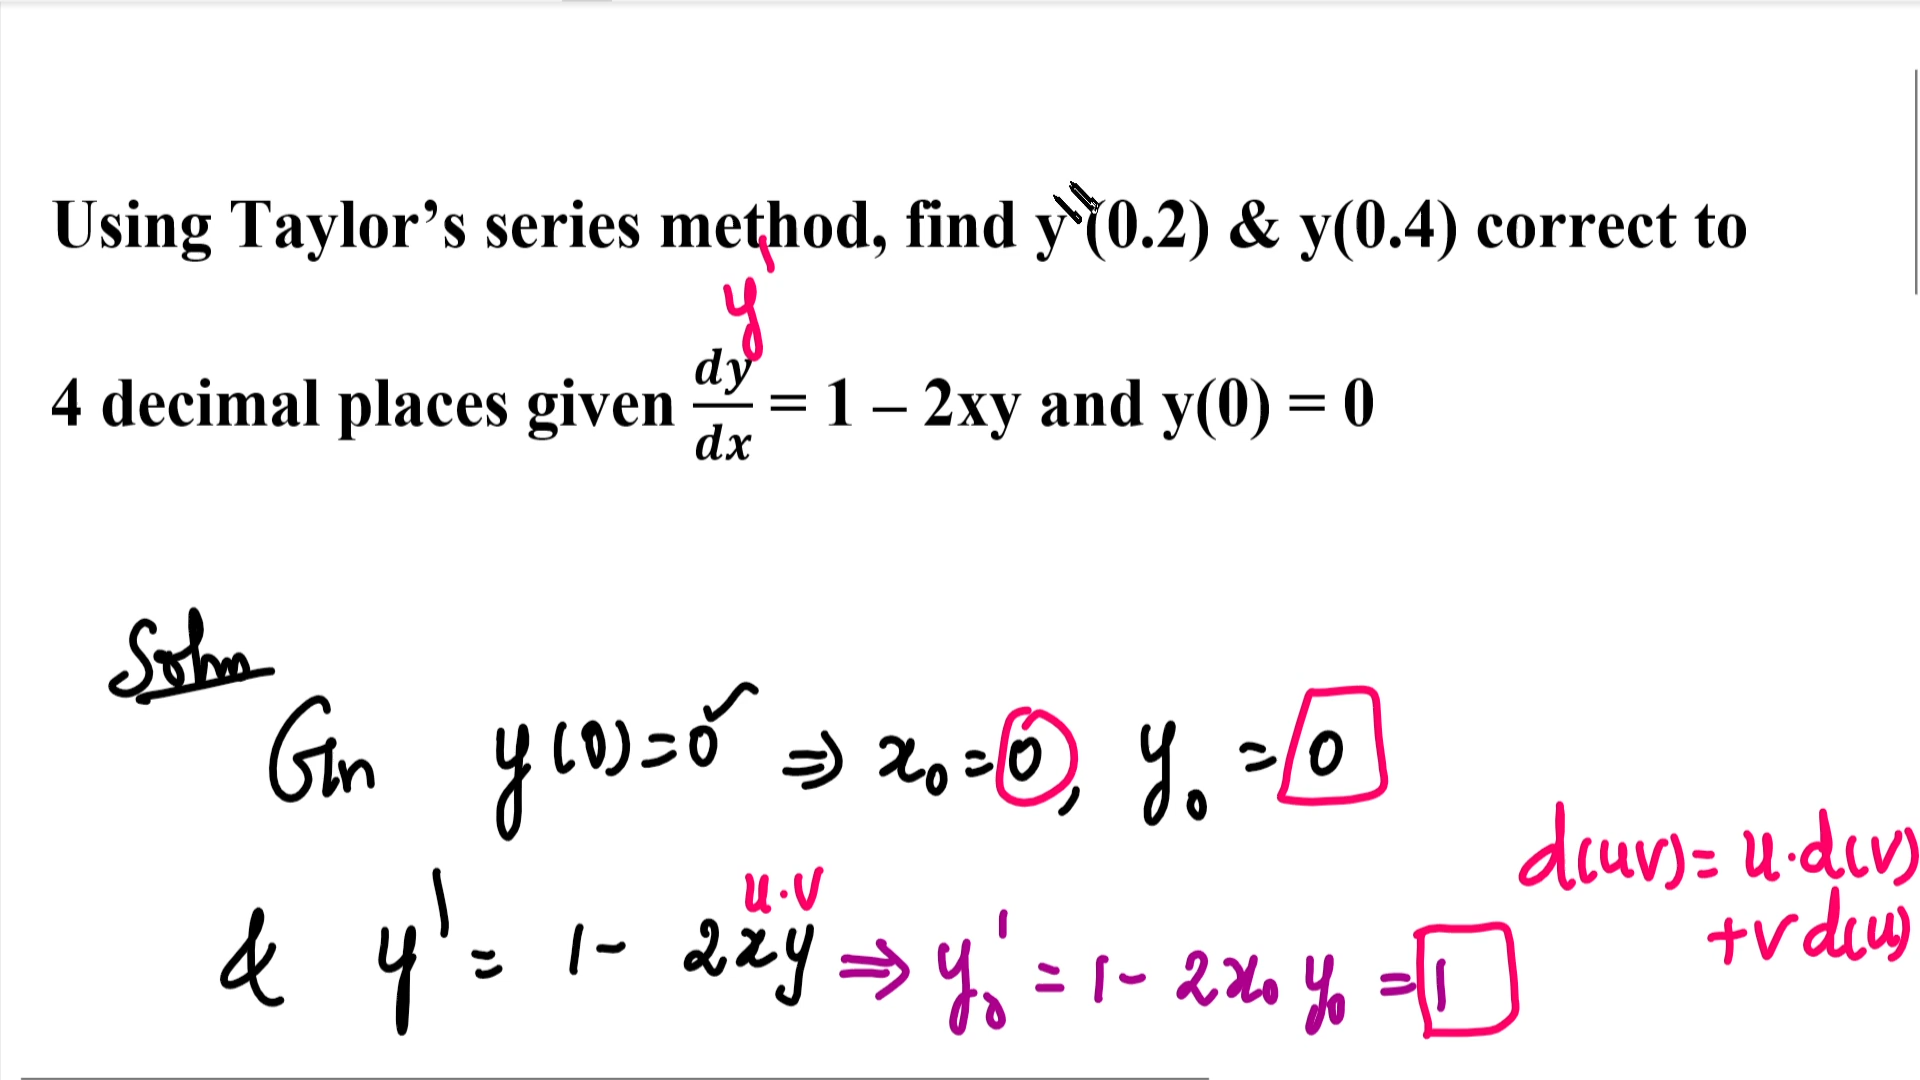 Using Taylor’s series method, find y(0.2) & y(0.4) correct to
y'
4 decimal places given dy/dx = 1 – 2xy and y(0) = 0
Soln
Gn y(0)=0 ⇒ x₀=0, y₀=0
d(uv)= u.d(v)
+v d(u)
u.v
& y' = 1- 2xy ⇒ y₀' = 1- 2x₀ y₀ = 1